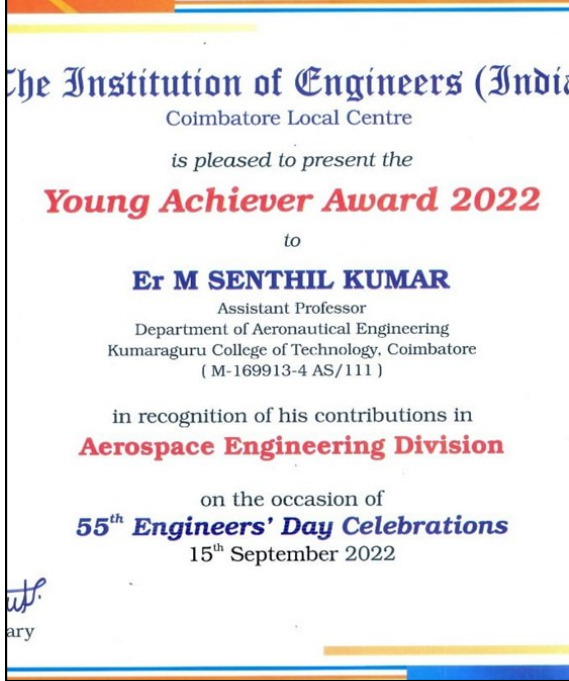 The Institution of Engineers (India
Coimbatore Local Centre
is pleased to present the
Young Achiever Award 2022
to
Er M SENTHIL KUMAR
Assistant Professor
Department of Aeronautical Engineering
Kumaraguru College of Technology, Coimbatore
( M-169913-4 AS/111 )
in recognition of his contributions in
Aerospace Engineering Division
on the occasion of
55th Engineers' Day Celebrations
15th September 2022
ary